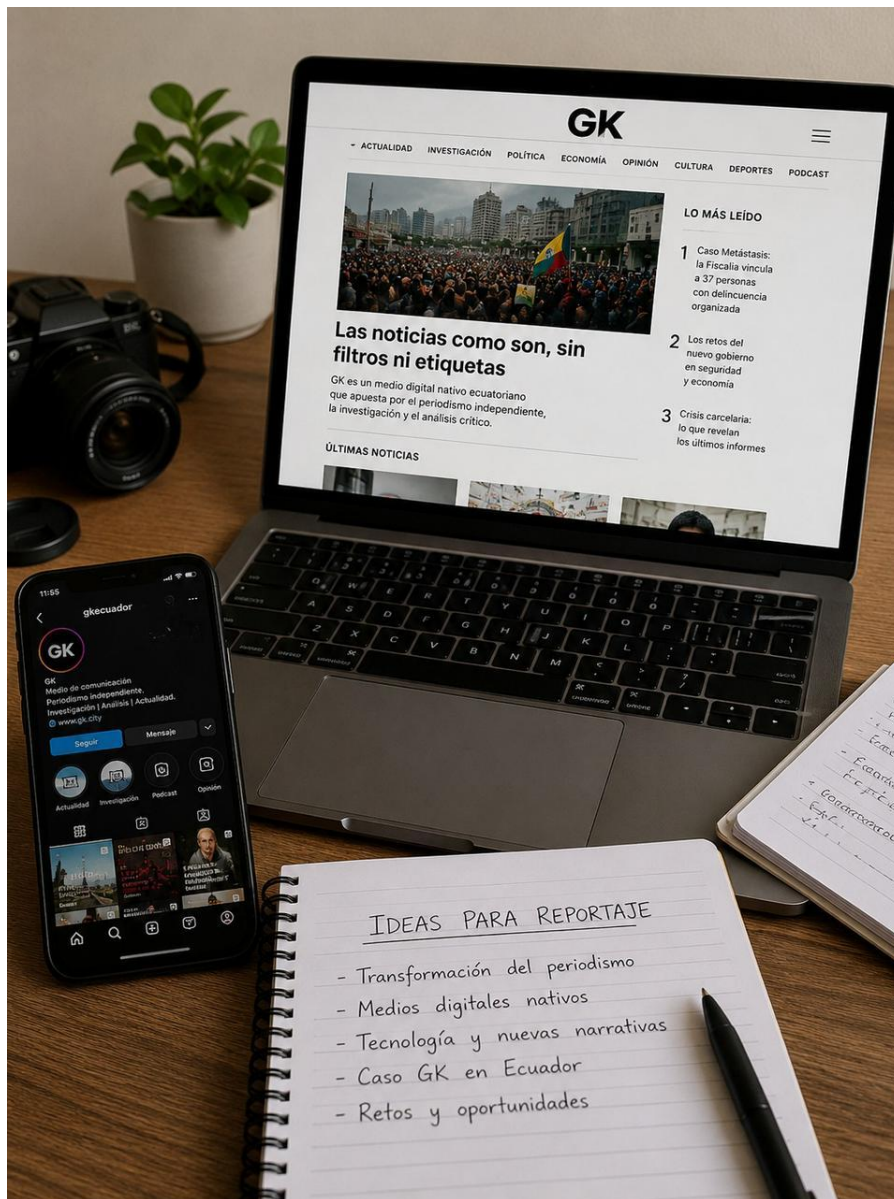 GK
ACTUALIDAD INVESTIGACIÓN POLÍTICA ECONOMÍA OPINIÓN CULTURA DEPORTES PODCAST
Las noticias como son, sin
filtros ni etiquetas
GK es un medio digital nativo ecuatoriano
que apuesta por el periodismo independiente,
la investigación y el análisis crítico.
ÚLTIMAS NOTICIAS
LO MÁS LEÍDO
1 Caso Metástasis:
la Fiscalia vincula
a 37 personas
con delincuencia
organizada
2 Los retos del
nuevo gobierno
en seguridad
y economía
3 Crisis carcelaria:
lo que revelan
los últimos informes
11:55
gkecuador
GK
GK
Medio de comunicación
Periodismo independiente.
Investigación | Análisis | Actualidad.
www.gk.city
Seguir Mensaje
Actualidad Investigación Podcast Opinión
IDEAS PARA REPORTAJE
- Transformación del periodismo
- Medios digitales nativos
- Tecnología y nuevas narrativas
- Caso GK en Ecuador
- Retos y oportunidades